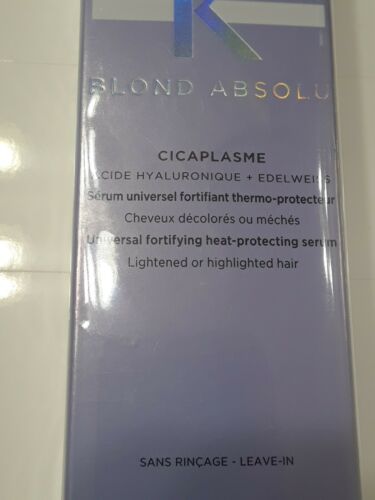 K
BLOND ABSOLU
CICAPLASME
ACIDE HYALURONIQUE + EDELWEISS
Sérum universel fortifiant thermo-protecteur
Cheveux décolorés ou méchés
Universal fortifying heat-protecting serum
Lightened or highlighted hair
SANS RINÇAGE - LEAVE-IN